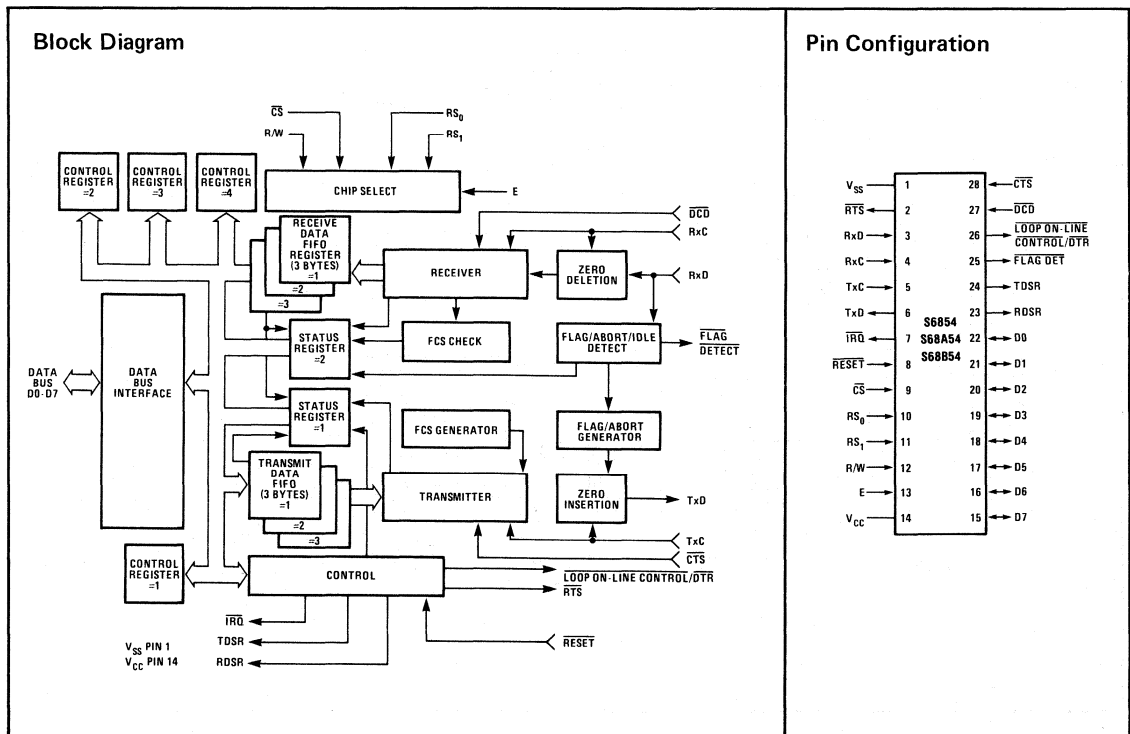 Block Diagram
CS
RS0
R/W
RS1
CONTROL
REGISTER
=2
CONTROL
REGISTER
=3
CONTROL
REGISTER
=4
CHIP SELECT
E
RECEIVE
DATA
FIFO
REGISTER
(3 BYTES)
=1
=2
=3
DCD
RxC
RECEIVER
ZERO
DELETION
RxD
STATUS
REGISTER
=2
FCS CHECK
FLAG/ABORT/IDLE
DETECT
FLAG
DETECT
DATA
BUS
D0-D7
DATA
BUS
INTERFACE
STATUS
REGISTER
=1
FCS GENERATOR
FLAG/ABORT
GENERATOR
TRANSMIT
DATA
FIFO
(3 BYTES)
=1
=2
=3
TRANSMITTER
ZERO
INSERTION
TxD
TxC
CTS
CONTROL
REGISTER
=1
CONTROL
LOOP ON-LINE CONTROL/DTR
RTS
IRQ
TDSR
RDSR
RESET
VSS PIN 1
VCC PIN 14
Pin Configuration
VSS 1 28 CTS
RTS 2 27 DCD
RxD 3 26 LOOP ON-LINE
CONTROL/DTR
RxC 4 25 FLAG DET
TxC 5 24 TDSR
TxD 6 23 RDSR
S6854
IRQ 7 S68A54 22 D0
S68B54
RESET 8 21 D1
CS 9 20 D2
RS0 10 19 D3
RS1 11 18 D4
R/W 12 17 D5
E 13 16 D6
VCC 14 15 D7